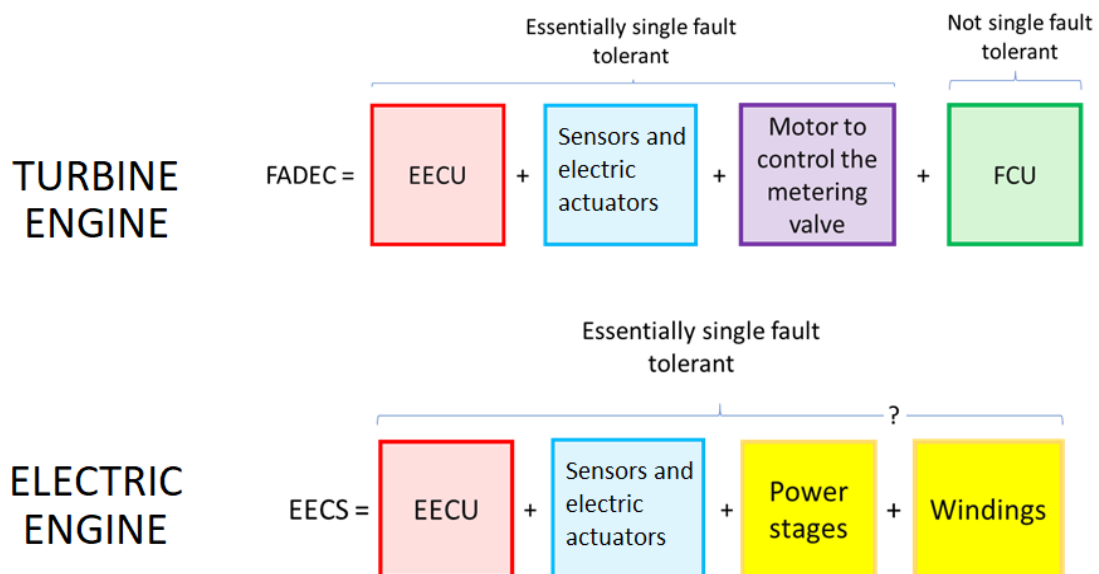 Essentially single fault
tolerant
Not single fault
tolerant
TURBINE
ENGINE
FADEC =
EECU
+
Sensors and
electric
actuators
+
Motor to
control the
metering
valve
+
FCU
Essentially single fault
tolerant
?
ELECTRIC
ENGINE
EECS =
EECU
+
Sensors and
electric
actuators
+
Power
stages
+
Windings